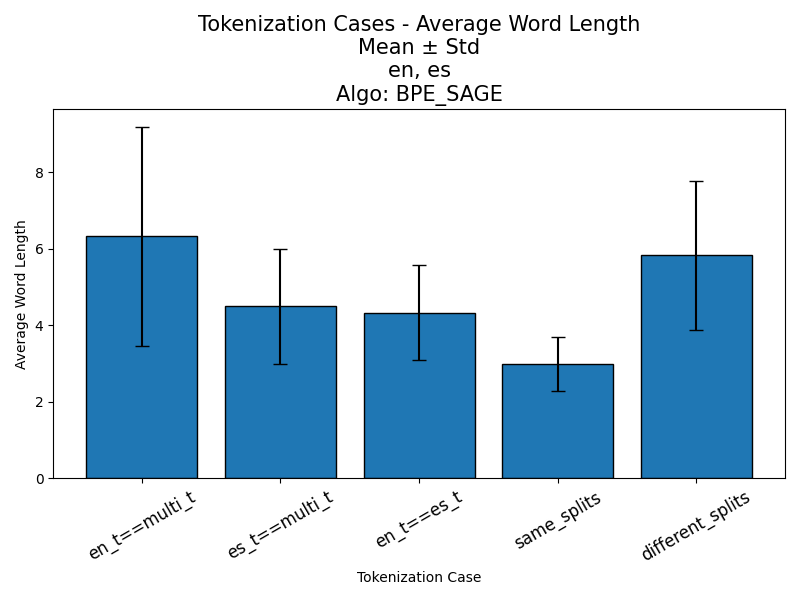 Tokenization Cases - Average Word Length
Mean ± Std
en, es
Algo: BPE_SAGE
Average Word Length
8
6
4
2
0
en_t==multi_t
es_t==multi_t
en_t==es_t
same_splits
different_splits
Tokenization Case